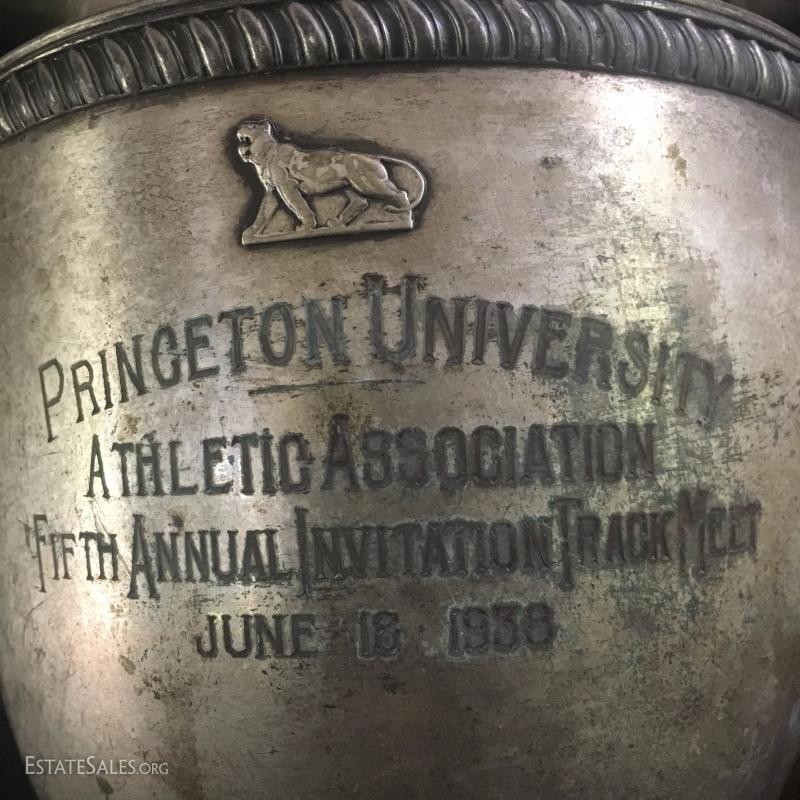 PRINCETON UNIVERSITY
ATHLETIC ASSOCIATION
FIFTH ANNUAL INVITATION TRACK MEET
JUNE 18 1938
ESTATESALES.ORG